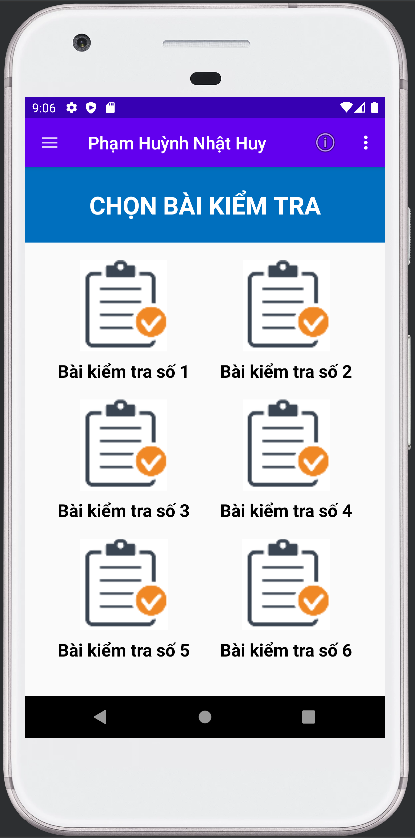 9:06
Phạm Huỳnh Nhật Huy
CHỌN BÀI KIỂM TRA
Bài kiểm tra số 1
Bài kiểm tra số 2
Bài kiểm tra số 3
Bài kiểm tra số 4
Bài kiểm tra số 5
Bài kiểm tra số 6